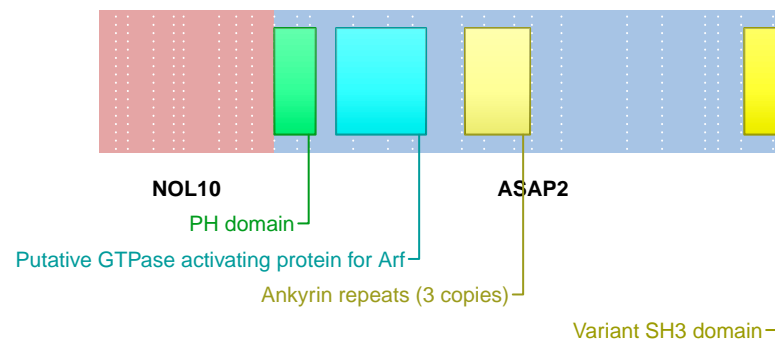 NOL10 ASAP2
PH domain
Putative GTPase activating protein for Arf
Ankyrin repeats (3 copies)
Variant SH3 domain